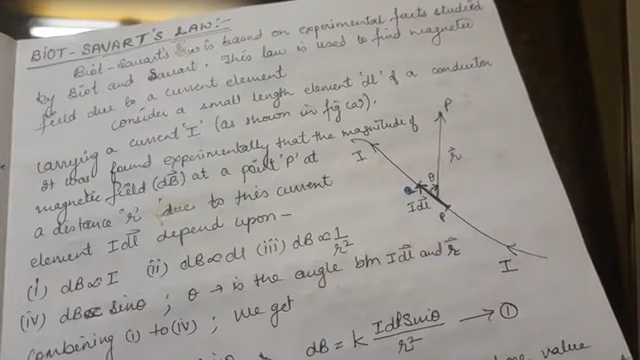 BIOT-SAVART'S LAW:-
Biot-Savart's law is based on experimental facts studied
by Biot and Savart. This law is used to find magnetic
field due to a current element
Consider a small length element 'dl' of a conductor
carrying a current 'I' (as shown in fig (a)).
It was found experimentally that the magnitude of
magnetic field (dB⃗) at a point 'P' at
a distance 'r' due to this current
element Idl⃗ depend upon-
(i) dB∝I (ii) dB∝dl (iii) dB∝1/r²
(iv) dB∝ sinθ ; θ → is the angle btn Idl⃗ and r⃗
combining (i) to (iv) ; we get
dB = k Idl sinθ/r² → ①
value
P
r⃗
I
Q
θ
Idl⃗
P
I